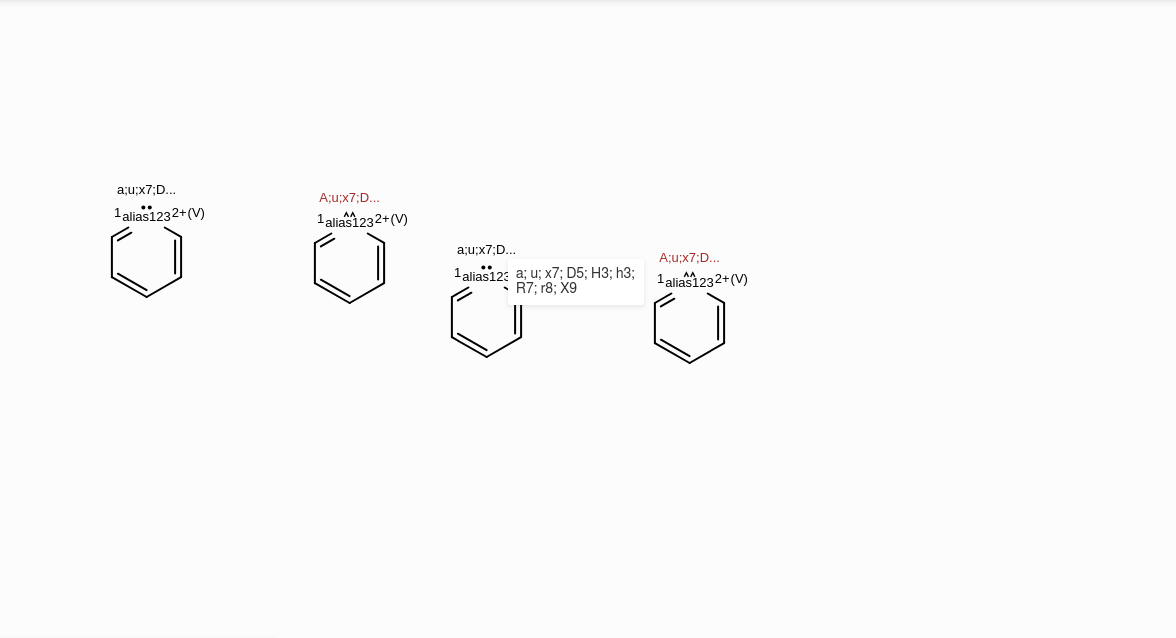 a;u;x7;D...
1alias1232+(V)
A;u;x7;D...
1alias1232+(V)
a;u;x7;D...
1alias123
a; u; x7; D5; H3; h3;
R7; r8; X9
A;u;x7;D...
1alias1232+(V)